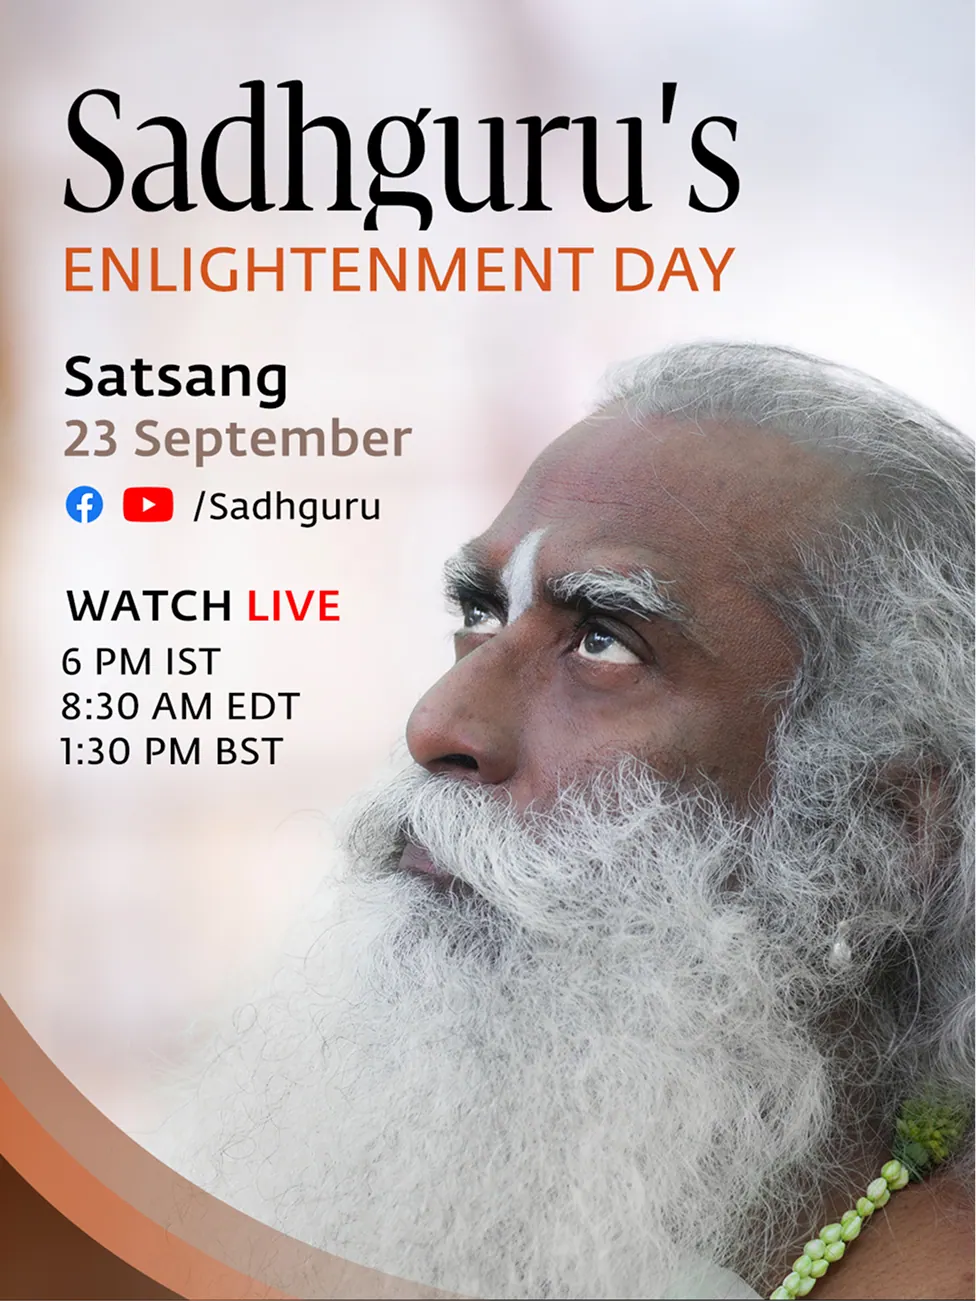 Sadhguru's
ENLIGHTENMENT DAY
Satsang
23 September
/Sadhguru
WATCH LIVE
6 PM IST
8:30 AM EDT
1:30 PM BST